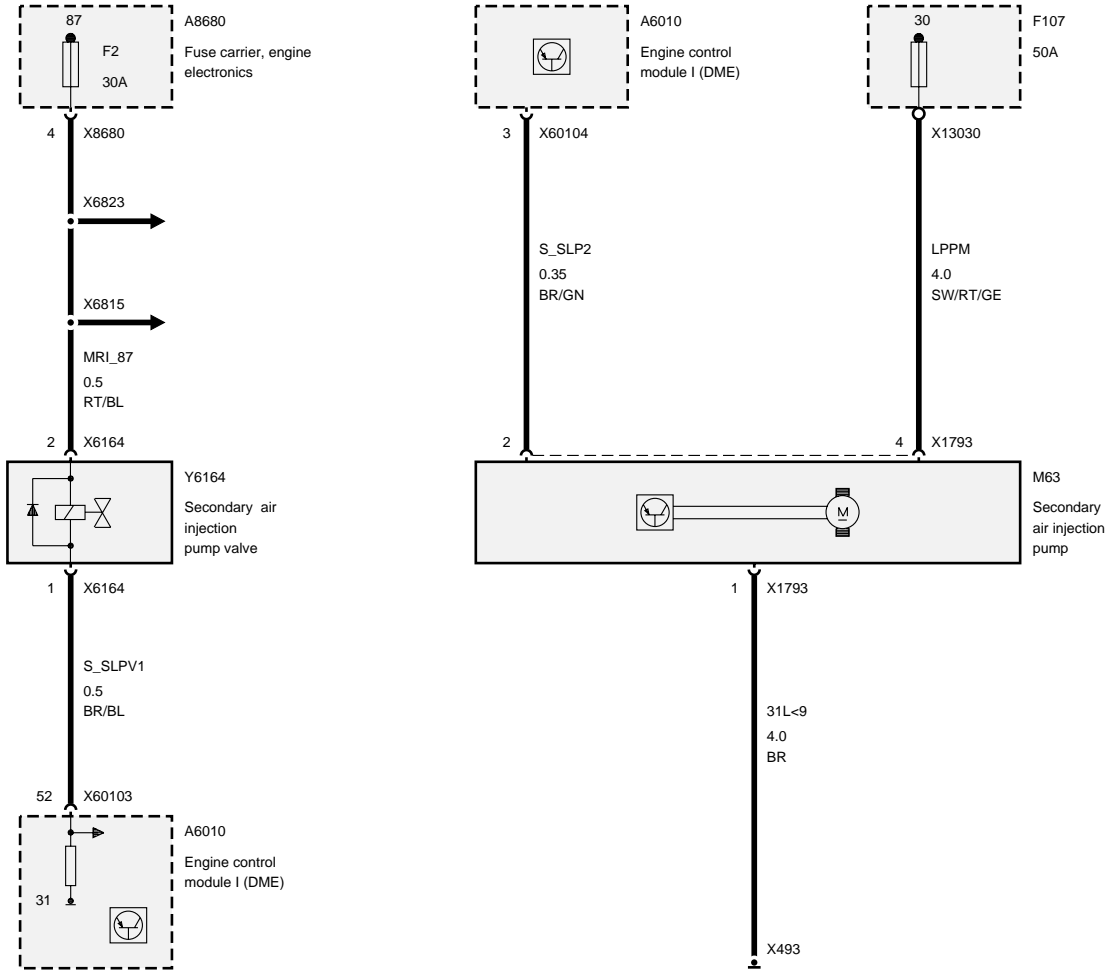 87
F2
30A
A8680
Fuse carrier, engine
electronics
A6010
Engine control
module I (DME)
30
F107
50A
4
X8680
3
X60104
X13030
X6823
S_SLP2
0.35
BR/GN
LPPM
4.0
SW/RT/GE
X6815
MRI_87
0.5
RT/BL
2
X6164
2
4
X1793
Y6164
Secondary air
injection
pump valve
M
M63
Secondary
air injection
pump
1
X6164
1
X1793
S_SLPV1
0.5
BR/BL
31L<9
4.0
BR
52
X60103
A6010
Engine control
module I (DME)
31
X493